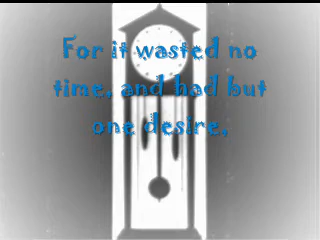 For it wasted no
time, and had but
one desire,